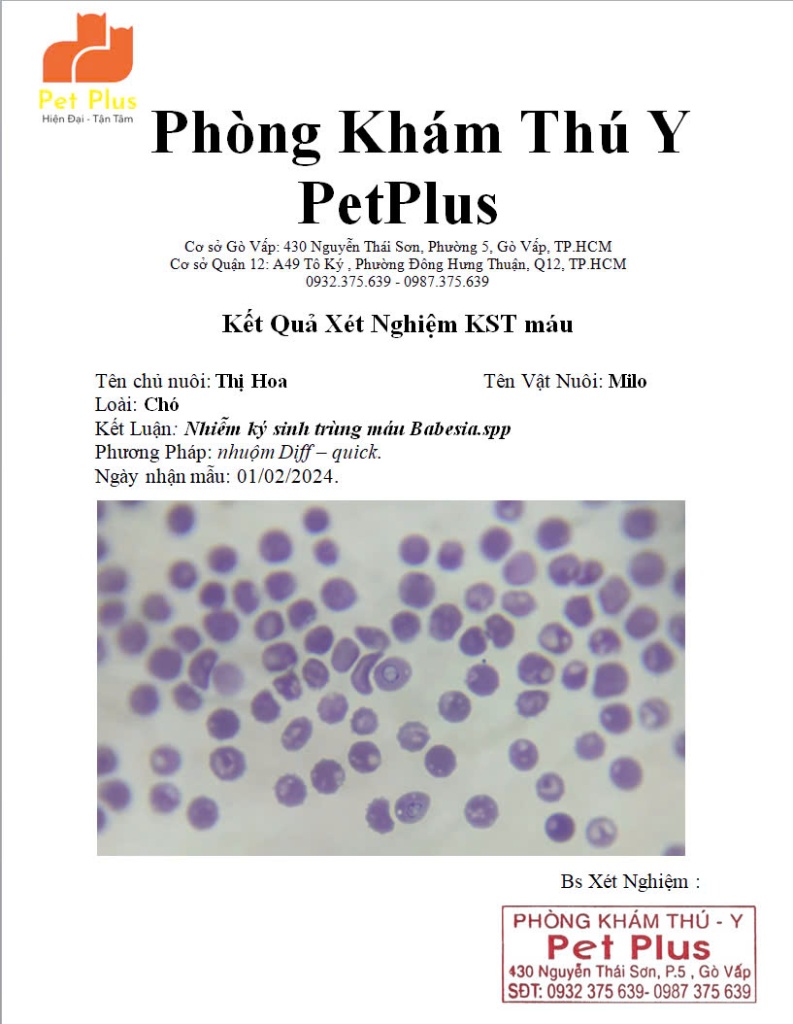 Pet Plus
Hiện Đại - Tận Tâm
Phòng Khám Thú Y
PetPlus
Cơ sở Gò Vấp: 430 Nguyễn Thái Sơn, Phường 5, Gò Vấp, TP.HCM
Cơ sở Quận 12: A49 Tô Ký , Phường Đông Hưng Thuận, Q12, TP.HCM
0932.375.639 - 0987.375.639
Kết Quả Xét Nghiệm KST máu
Tên chủ nuôi: Thị Hoa Tên Vật Nuôi: Milo
Loài: Chó
Kết Luận: Nhiễm ký sinh trùng máu Babesia.spp
Phương Pháp: nhuộm Diff – quick.
Ngày nhận mẫu: 01/02/2024.
Bs Xét Nghiệm :
PHÒNG KHÁM THÚ - Y
Pet Plus
430 Nguyễn Thái Sơn, P.5 , Gò Vấp
SĐT: 0932 375 639- 0987 375 639